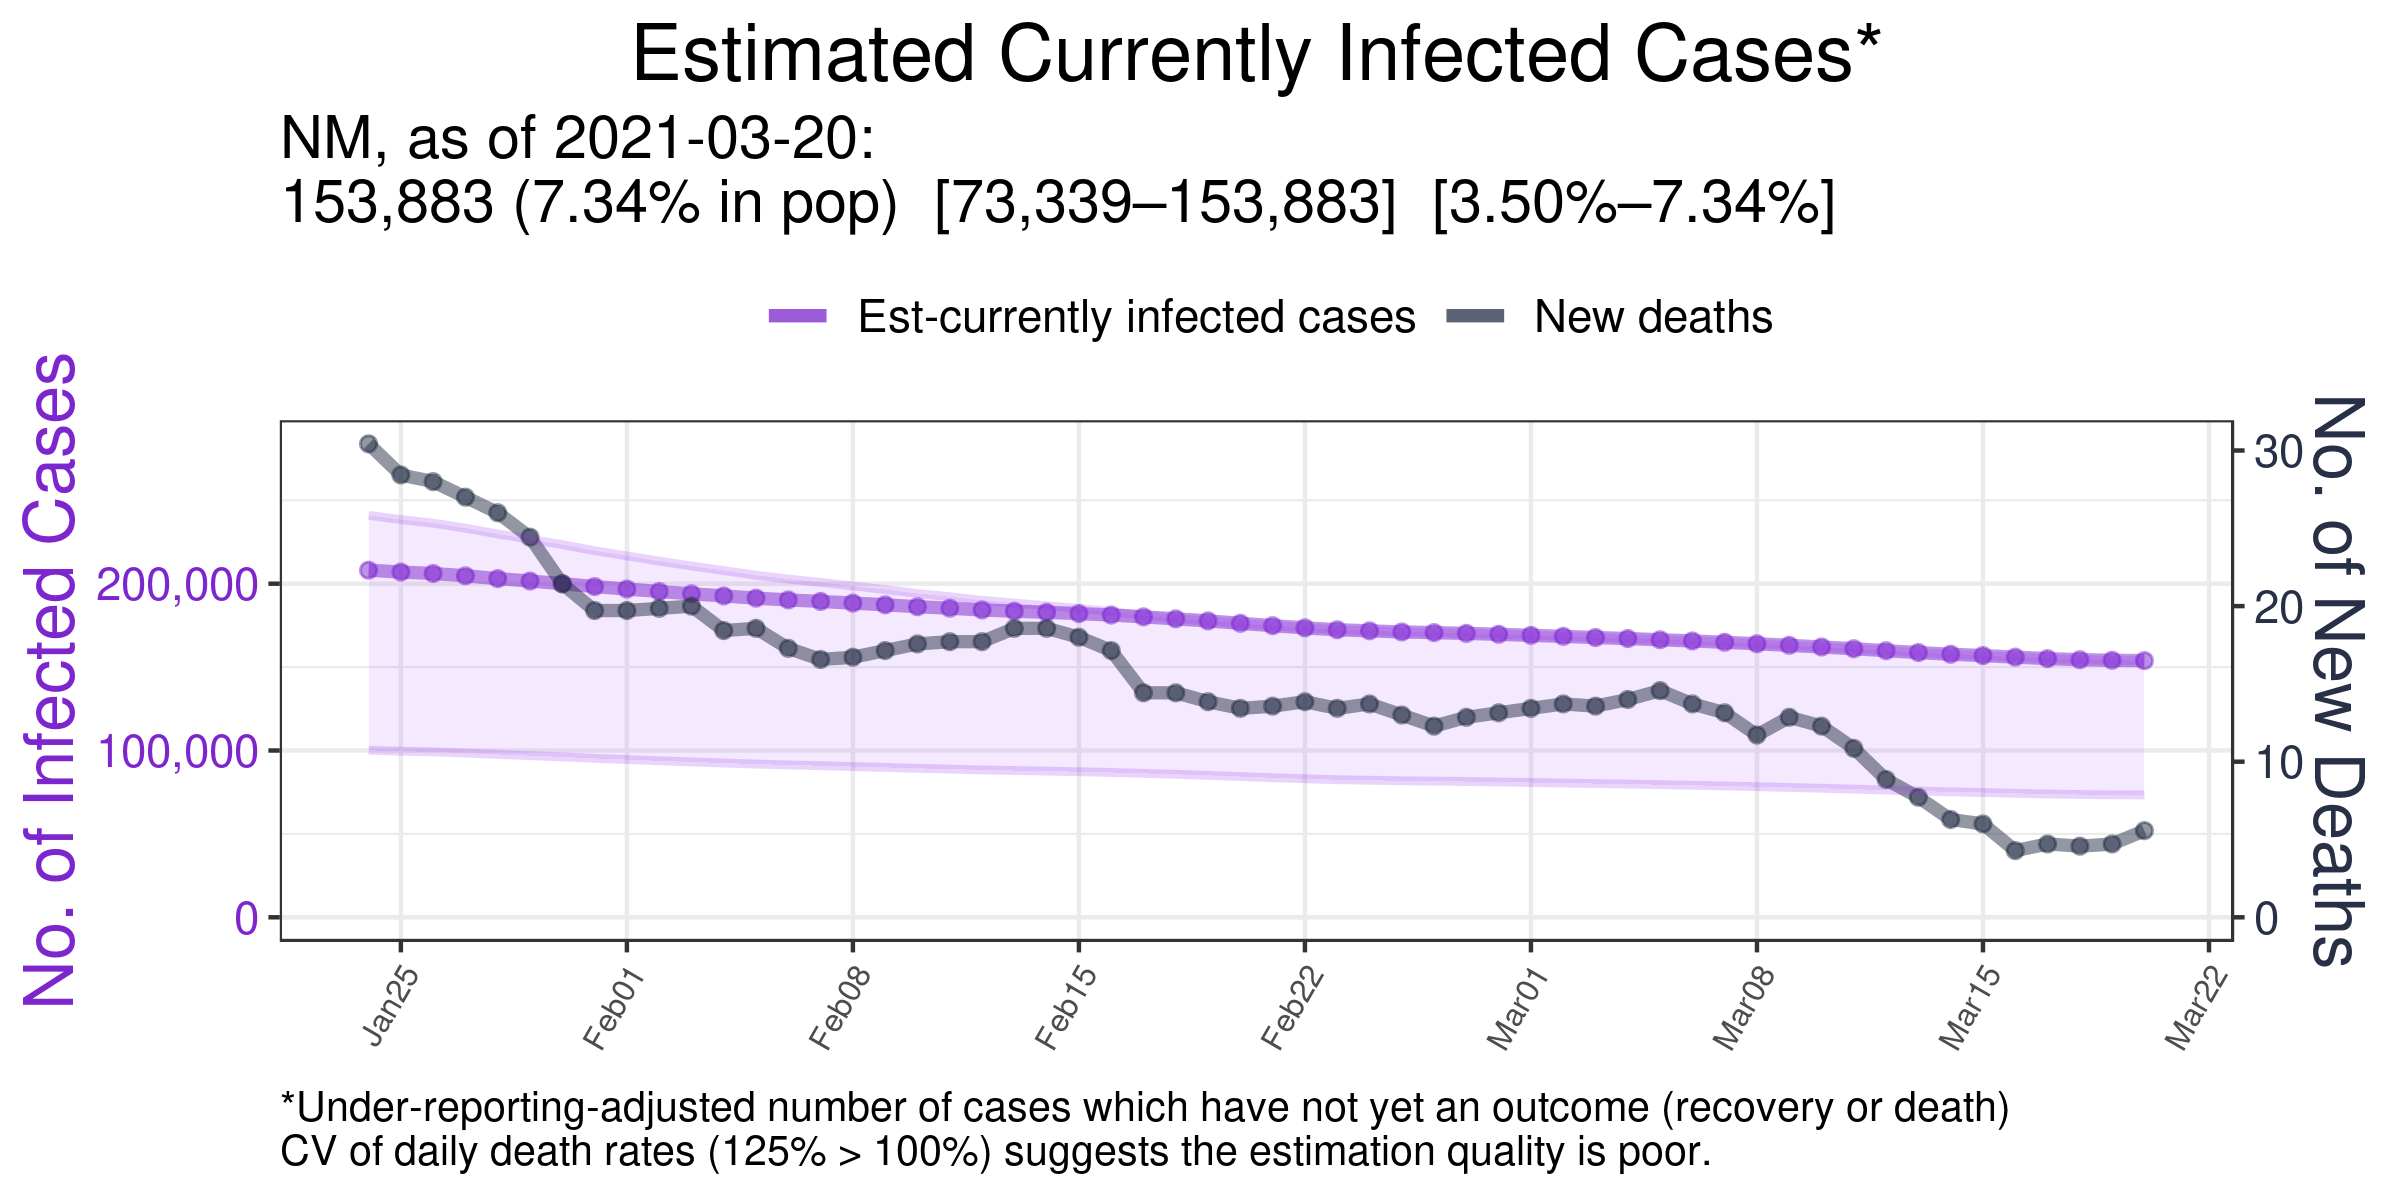 Estimated Currently Infected Cases*
NM, as of 2021-03-20:
153,883 (7.34% in pop)  [73,339–153,883]  [3.50%–7.34%]
Est-currently infected cases
New deaths
No. of Infected Cases
200,000
100,000
0
30
20
10
0
No. of New Deaths
Jan25
Feb01
Feb08
Feb15
Feb22
Mar01
Mar08
Mar15
Mar22
*Under-reporting-adjusted number of cases which have not yet an outcome (recovery or death)
CV of daily death rates (125% > 100%) suggests the estimation quality is poor.